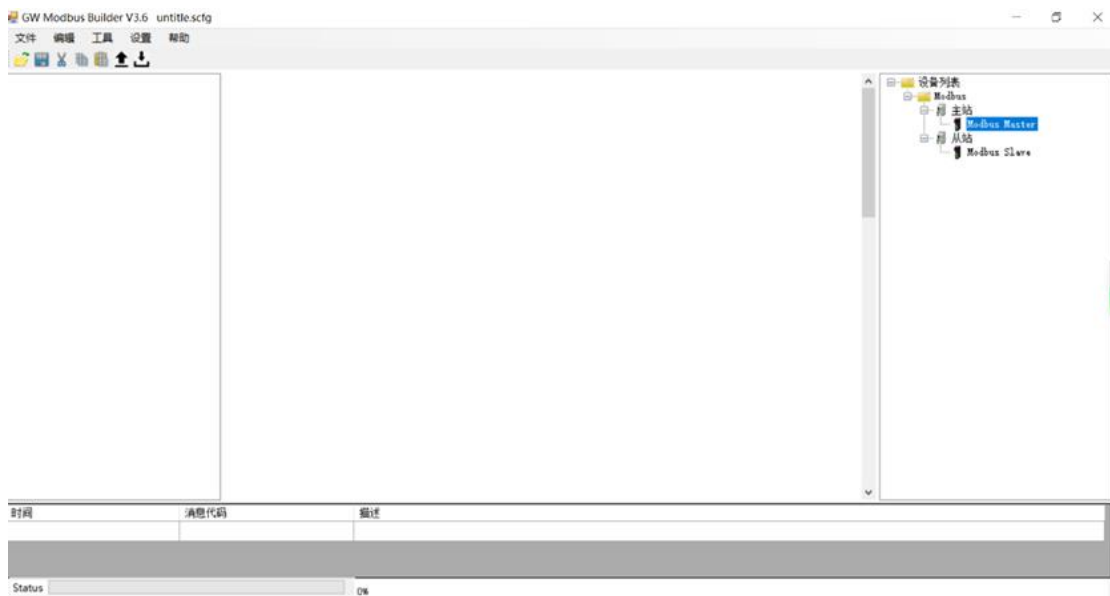 GW Modbus Builder V3.6 untitle.scfg
文件 编辑 工具 设置 帮助
设备列表
Modbus
主站
Modbus Master
从站
Modbus Slave
时间 消息代码 描述
Status 0%